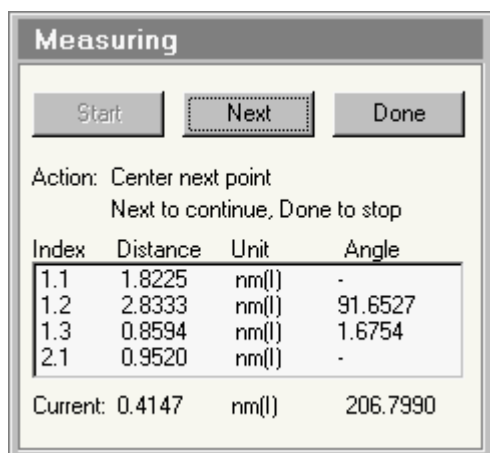 Measuring
Start Next Done
Action: Center next point
Next to continue, Done to stop
Index Distance Unit Angle
1.1 1.8225 nm(I) -
1.2 2.8333 nm(I) 91.6527
1.3 0.8594 nm(I) 1.6754
2.1 0.9520 nm(I) -
Current: 0.4147 nm(I) 206.7990